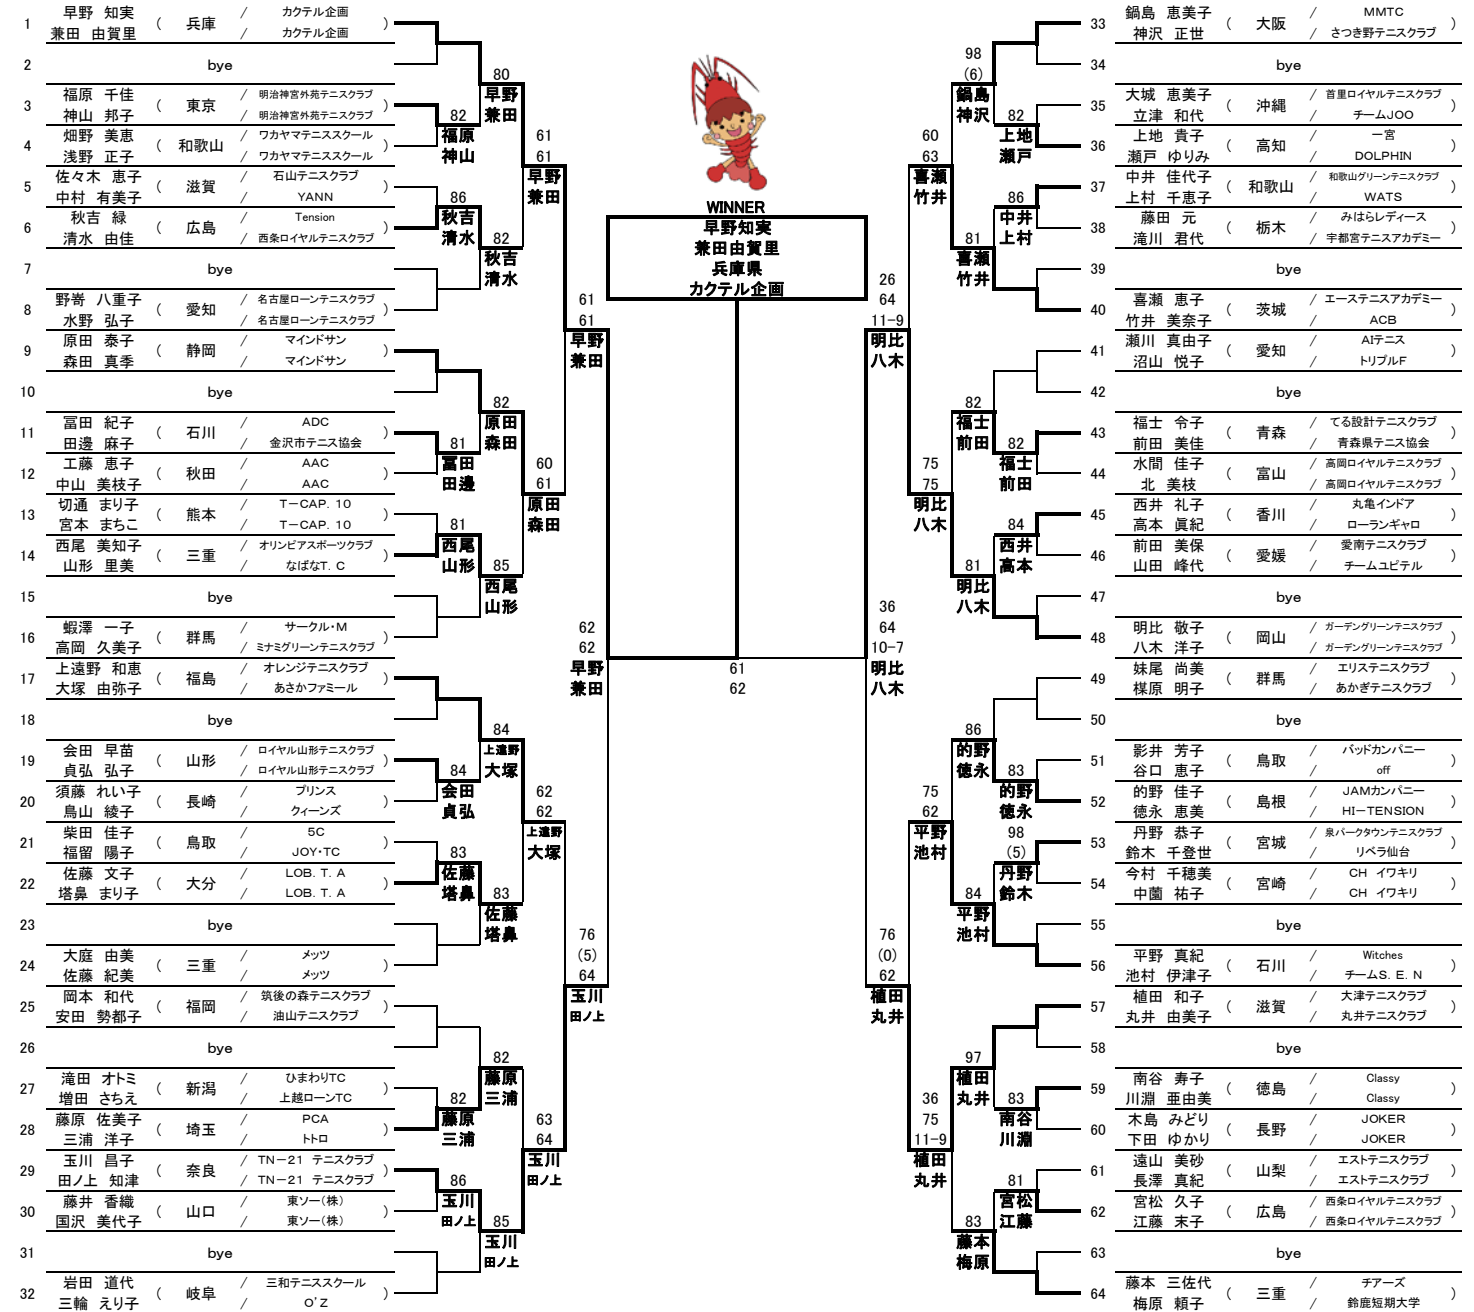 1 早野 知実 / カクテル企画
兼田 由賀里 ( 兵庫 / カクテル企画 )
2 bye
3 福原 千佳 / 明治神宮外苑テニスクラブ
神山 邦子 ( 東京 / 明治神宮外苑テニスクラブ )
4 畑野 美恵 / ワカヤマテニススクール
浅野 正子 ( 和歌山 / ワカヤマテニススクール )
5 佐々木 恵子 / 石山テニスクラブ
中村 有美子 ( 滋賀 / YANN )
6 秋吉 緑 / Tension
清水 由佳 ( 広島 / 西条ロイヤルテニスクラブ )
7 bye
8 野嵜 八重子 / 名古屋ローンテニスクラブ
水野 弘子 ( 愛知 / 名古屋ローンテニスクラブ )
9 原田 泰子 / マインドサン
森田 真季 ( 静岡 / マインドサン )
10 bye
11 冨田 紀子 / ADC
田邊 麻子 ( 石川 / 金沢市テニス協会 )
12 工藤 恵子 / AAC
中山 美枝子 ( 秋田 / AAC )
13 切通 まり子 / T-CAP.10
宮本 まちこ ( 熊本 / T-CAP.10 )
14 西尾 美知子 / オリンピアスポーツクラブ
山形 里美 ( 三重 / なばなT.C )
15 bye
16 蝦澤 一子 / サークル・M
高岡 久美子 ( 群馬 / ミナミグリーンテニスクラブ )
17 上遠野 和恵 / オレンジテニスクラブ
大塚 由弥子 ( 福島 / あさかファミール )
18 bye
19 会田 早苗 / ロイヤル山形テニスクラブ
貞弘 弘子 ( 山形 / ロイヤル山形テニスクラブ )
20 須藤 れい子 / プリンス
鳥山 綾子 ( 長崎 / クィーンズ )
21 柴田 佳子 / 5C
福留 陽子 ( 鳥取 / JOY・TC )
22 佐藤 文子 / LOB.T.A
塔鼻 まり子 ( 大分 / LOB.T.A )
23 bye
24 大庭 由美 / メッツ
佐藤 紀美 ( 三重 / メッツ )
25 岡本 和代 / 筑後の森テニスクラブ
安田 勢都子 ( 福岡 / 油山テニスクラブ )
26 bye
27 滝田 オトミ / ひまわりTC
増田 さちえ ( 新潟 / 上越ローンTC )
28 藤原 佐美子 / PCA
三浦 洋子 ( 埼玉 / トトロ )
29 玉川 昌子 / TN-21 テニスクラブ
田ノ上 知津 ( 奈良 / TN-21 テニスクラブ )
30 藤井 香織 / 東ソー(株)
国沢 美代子 ( 山口 / 東ソー(株) )
31 bye
32 岩田 道代 / 三和テニススクール
三輪 えり子 ( 岐阜 / O'Z )
82
福原
神山
86
秋吉
清水
81
冨田
田邊
81
西尾
山形
84
会田
貞弘
83
佐藤
塔鼻
82
藤原
三浦
86
玉川
田ノ上
80
早野
兼田
82
秋吉
清水
82
原田
森田
85
西尾
山形
84
上遠野
大塚
83
佐藤
塔鼻
82
藤原
三浦
85
玉川
田ノ上
61
61
早野
兼田
60
61
原田
森田
62
62
上遠野
大塚
63
64
玉川
田ノ上
61
61
早野
兼田
76
(5)
64
玉川
田ノ上
62
62
早野
兼田
WINNER
早野知実
兼田由賀里
兵庫県
カクテル企画
61
62
36
64
10-7
明比
八木
26
64
11-9
明比
八木
76
(0)
62
植田
丸井
60
63
喜瀬
竹井
75
75
明比
八木
75
62
平野
池村
36
75
11-9
植田
丸井
98
(6)
鍋島
神沢
81
喜瀬
竹井
82
福士
前田
81
明比
八木
86
的野
徳永
84
平野
池村
97
植田
丸井
83
藤本
梅原
82
上地
瀬戸
86
中井
上村
82
福士
前田
84
西井
高本
83
的野
徳永
98
(5)
丹野
鈴木
83
南谷
川淵
81
宮松
江藤
33 鍋島 恵美子 / MMTC
神沢 正世 ( 大阪 / さつき野テニスクラブ )
34 bye
35 大城 恵美子 / 首里ロイヤルテニスクラブ
立津 和代 ( 沖縄 / チームJOO )
36 上地 貴子 / 一宮
瀬戸 ゆりみ ( 高知 / DOLPHIN )
37 中井 佳代子 / 和歌山グリーンテニスクラブ
上村 千恵子 ( 和歌山 / WATS )
38 藤田 元 / みはらレディース
滝川 君代 ( 栃木 / 宇都宮テニスアカデミー )
39 bye
40 喜瀬 恵子 / エーステニスアカデミー
竹井 美奈子 ( 茨城 / ACB )
41 瀬川 真由子 / AIテニス
沼山 悦子 ( 愛知 / トリプルF )
42 bye
43 福士 令子 / てる設計テニスクラブ
前田 美佳 ( 青森 / 青森県テニス協会 )
44 水間 佳子 / 高岡ロイヤルテニスクラブ
北 美枝 ( 富山 / 高岡ロイヤルテニスクラブ )
45 西井 礼子 / 丸亀インドア
高本 眞紀 ( 香川 / ローランギャロ )
46 前田 美保 / 愛南テニスクラブ
山田 峰代 ( 愛媛 / チームユピテル )
47 bye
48 明比 敬子 / ガーデングリーンテニスクラブ
八木 洋子 ( 岡山 / ガーデングリーンテニスクラブ )
49 妹尾 尚美 / エリステニスクラブ
楳原 明子 ( 群馬 / あかぎテニスクラブ )
50 bye
51 影井 芳子 / バッドカンパニー
谷口 恵子 ( 鳥取 / off )
52 的野 佳子 / JAMカンパニー
徳永 恵美 ( 島根 / HI-TENSION )
53 丹野 恭子 / 泉パークタウンテニスクラブ
鈴木 千登世 ( 宮城 / リベラ仙台 )
54 今村 千穂美 / CH イワキリ
中薗 祐子 ( 宮崎 / CH イワキリ )
55 bye
56 平野 真紀 / Witches
池村 伊津子 ( 石川 / チームS.E.N )
57 植田 和子 / 大津テニスクラブ
丸井 由美子 ( 滋賀 / 丸井テニスクラブ )
58 bye
59 南谷 寿子 / Classy
川淵 亜由美 ( 徳島 / Classy )
60 木島 みどり / JOKER
下田 ゆかり ( 長野 / JOKER )
61 遠山 美砂 / エストテニスクラブ
長澤 真紀 ( 山梨 / エストテニスクラブ )
62 宮松 久子 / 西条ロイヤルテニスクラブ
江藤 末子 ( 広島 / 西条ロイヤルテニスクラブ )
63 bye
64 藤本 三佐代 / チアーズ
梅原 頼子 ( 三重 / 鈴鹿短期大学 )